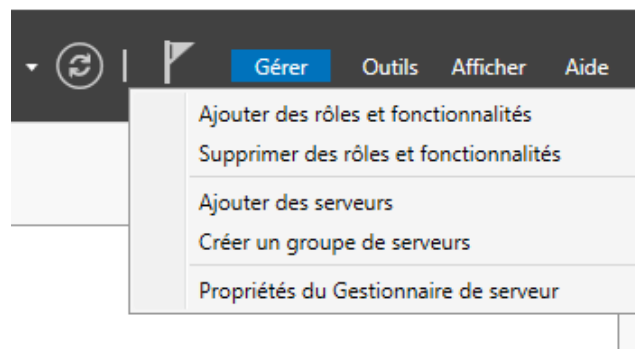 Gérer Outils Afficher Aide
Ajouter des rôles et fonctionnalités
Supprimer des rôles et fonctionnalités
Ajouter des serveurs
Créer un groupe de serveurs
Propriétés du Gestionnaire de serveur